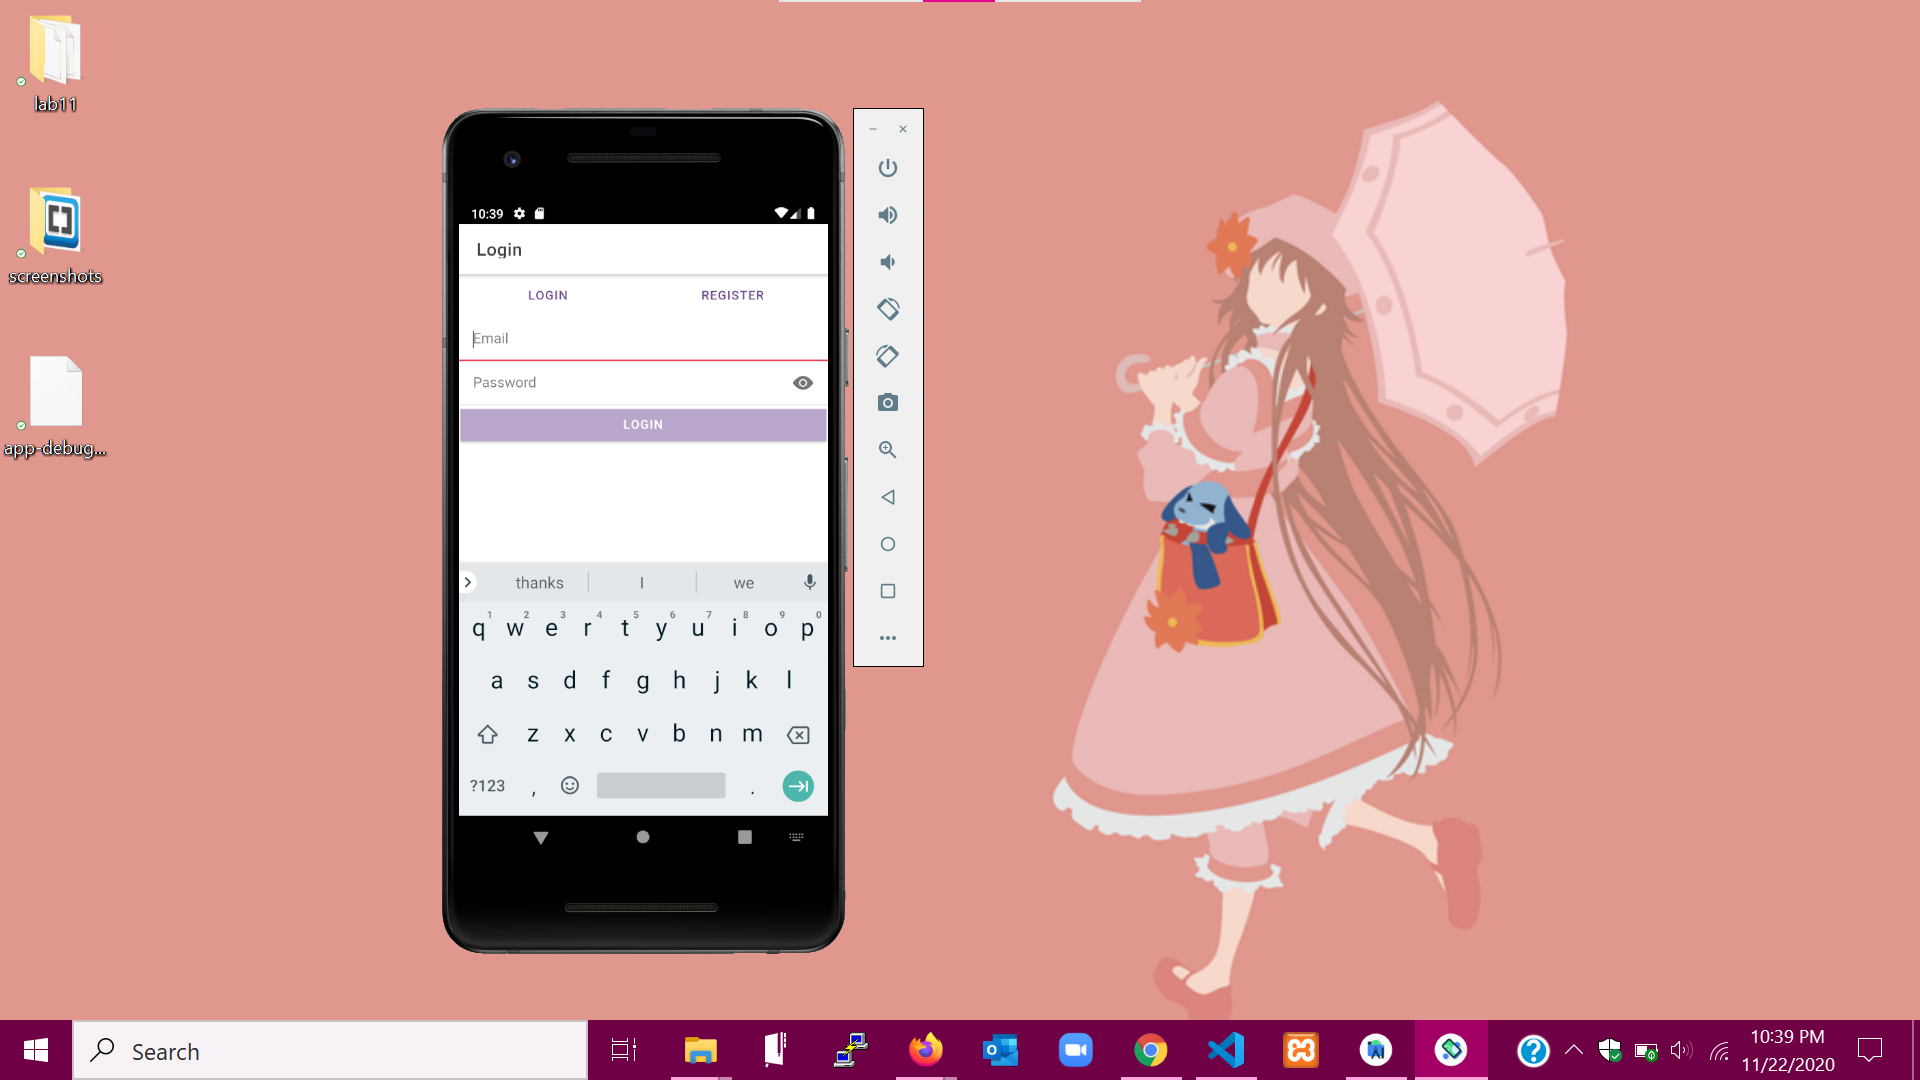 lab11
screenshots
app-debug...
10:39
Login
LOGIN REGISTER
Email
Password
LOGIN
thanks I we
1 2 3 4 5 6 7 8 9 0
q w e r t y u i o p
a s d f g h j k l
z x c v b n m
?123 , .
Search
10:39 PM
11/22/2020